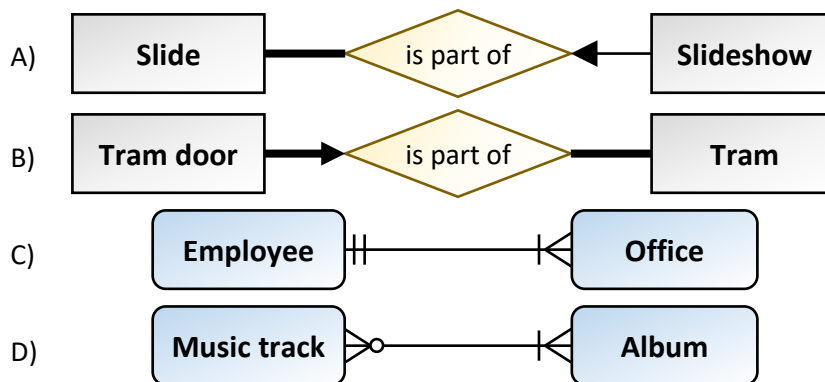 A) Slide is part of Slideshow
B) Tram door is part of Tram
C) Employee Office
D) Music track Album